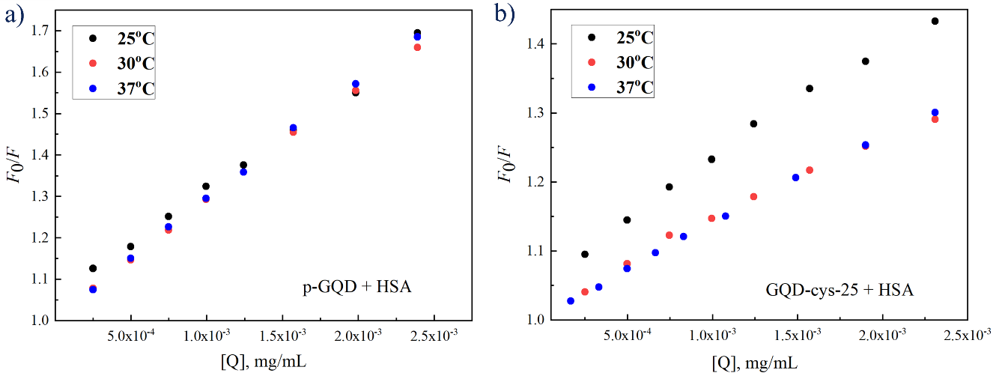 a)
25°C
30°C
37°C
1.7
1.6
1.5
1.4
1.3
1.2
1.1
1.0
F0/F
p-GQD + HSA
5.0x10-4
1.0x10-3
1.5x10-3
2.0x10-3
2.5x10-3
[Q], mg/mL
b)
25°C
30°C
37°C
1.4
1.3
1.2
1.1
1.0
F0/F
GQD-cys-25 + HSA
5.0x10-4
1.0x10-3
1.5x10-3
2.0x10-3
2.5x10-3
[Q], mg/mL